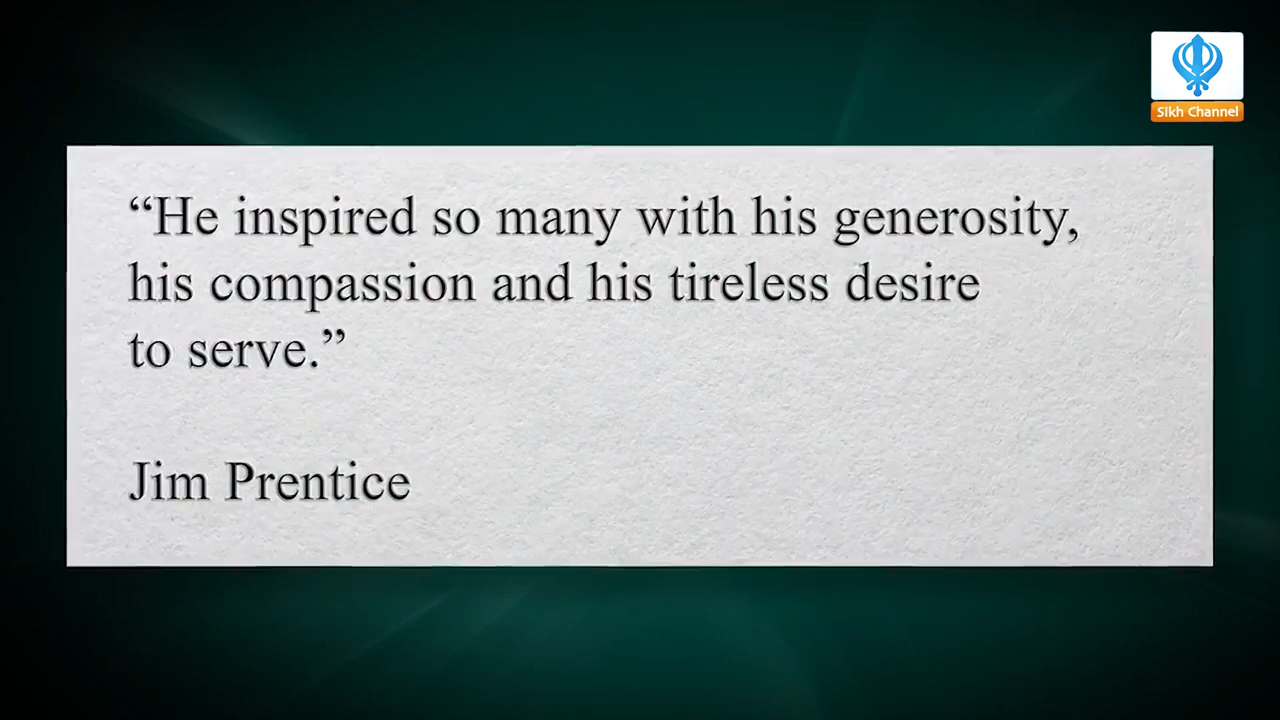 Sikh Channel
“He inspired so many with his generosity,
his compassion and his tireless desire
to serve.”
Jim Prentice